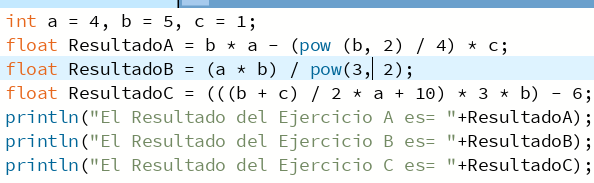 int a = 4, b = 5, c = 1;
float ResultadoA = b * a - (pow (b, 2) / 4) * c;
float ResultadoB = (a * b) / pow(3, 2);
float ResultadoC = (((b + c) / 2 * a + 10) * 3 * b) - 6;
println("El Resultado del Ejercicio A es= "+ResultadoA);
println("El Resultado del Ejercicio B es= "+ResultadoB);
println("El Resultado del Ejercicio C es= "+ResultadoC);